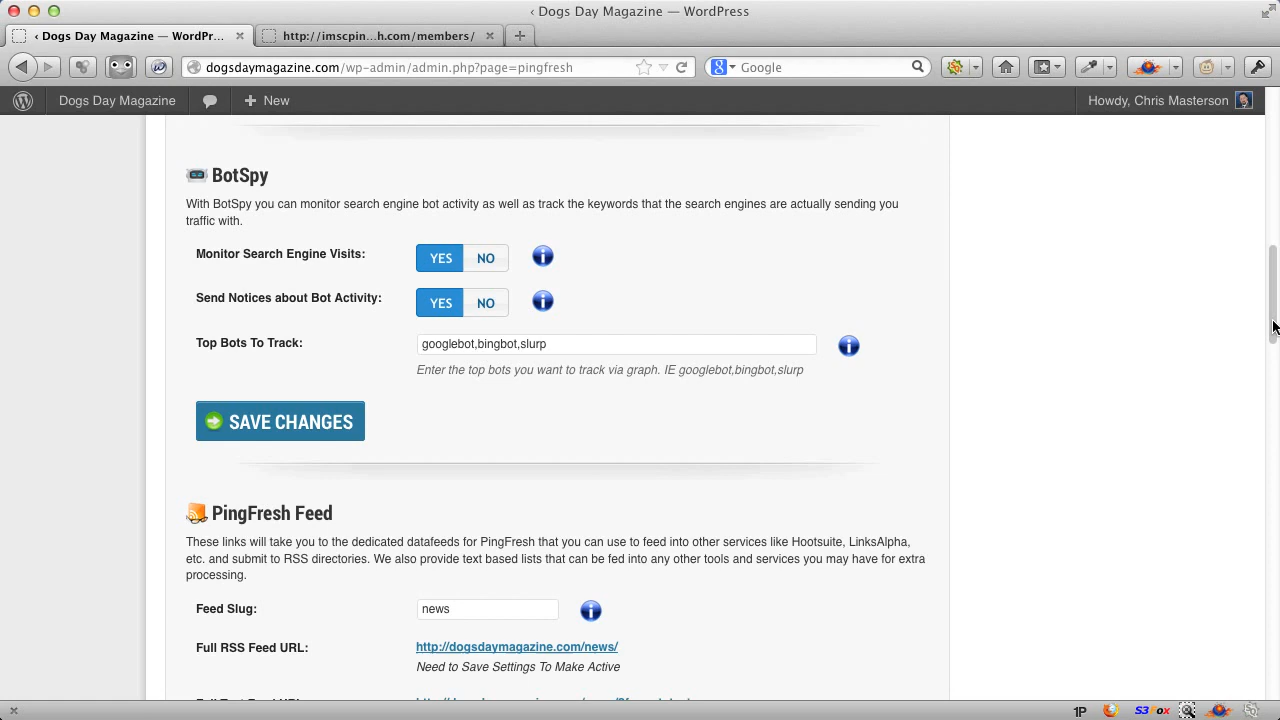 ‹ Dogs Day Magazine — WordPress
‹ Dogs Day Magazine — WordPr...
http://imscpin...h.com/members/
dogsdaymagazine.com/wp-admin/admin.php?page=pingfresh
Google
Dogs Day Magazine
New
Howdy, Chris Masterson
BotSpy
With BotSpy you can monitor search engine bot activity as well as track the keywords that the search engines are actually sending you
traffic with.
Monitor Search Engine Visits:
YES NO
Send Notices about Bot Activity:
YES NO
Top Bots To Track:
googlebot,bingbot,slurp
Enter the top bots you want to track via graph. IE googlebot,bingbot,slurp
SAVE CHANGES
PingFresh Feed
These links will take you to the dedicated datafeeds for PingFresh that you can use to feed into other services like Hootsuite, LinksAlpha,
etc. and submit to RSS directories. We also provide text based lists that can be fed into any other tools and services you may have for extra
processing.
Feed Slug:
news
Full RSS Feed URL:
http://dogsdaymagazine.com/news/
Need to Save Settings To Make Active
1P
S3Fox